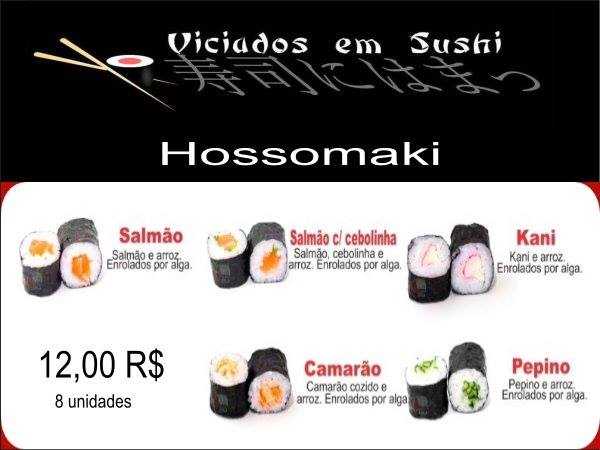 Viciados em Sushi
寿司にはまっ
Hossomaki
Salmão
Salmão e arroz.
Enrolados por alga.
Salmão c/ cebolinha
Salmão, cebolinha e
arroz. Enrolados por alga.
Kani
Kani e arroz.
Enrolados por alga.
12,00 R$
8 unidades
Camarão
Camarão cozido e
arroz. Enrolados por alga.
Pepino
Pepino e arroz.
Enrolados por alga.